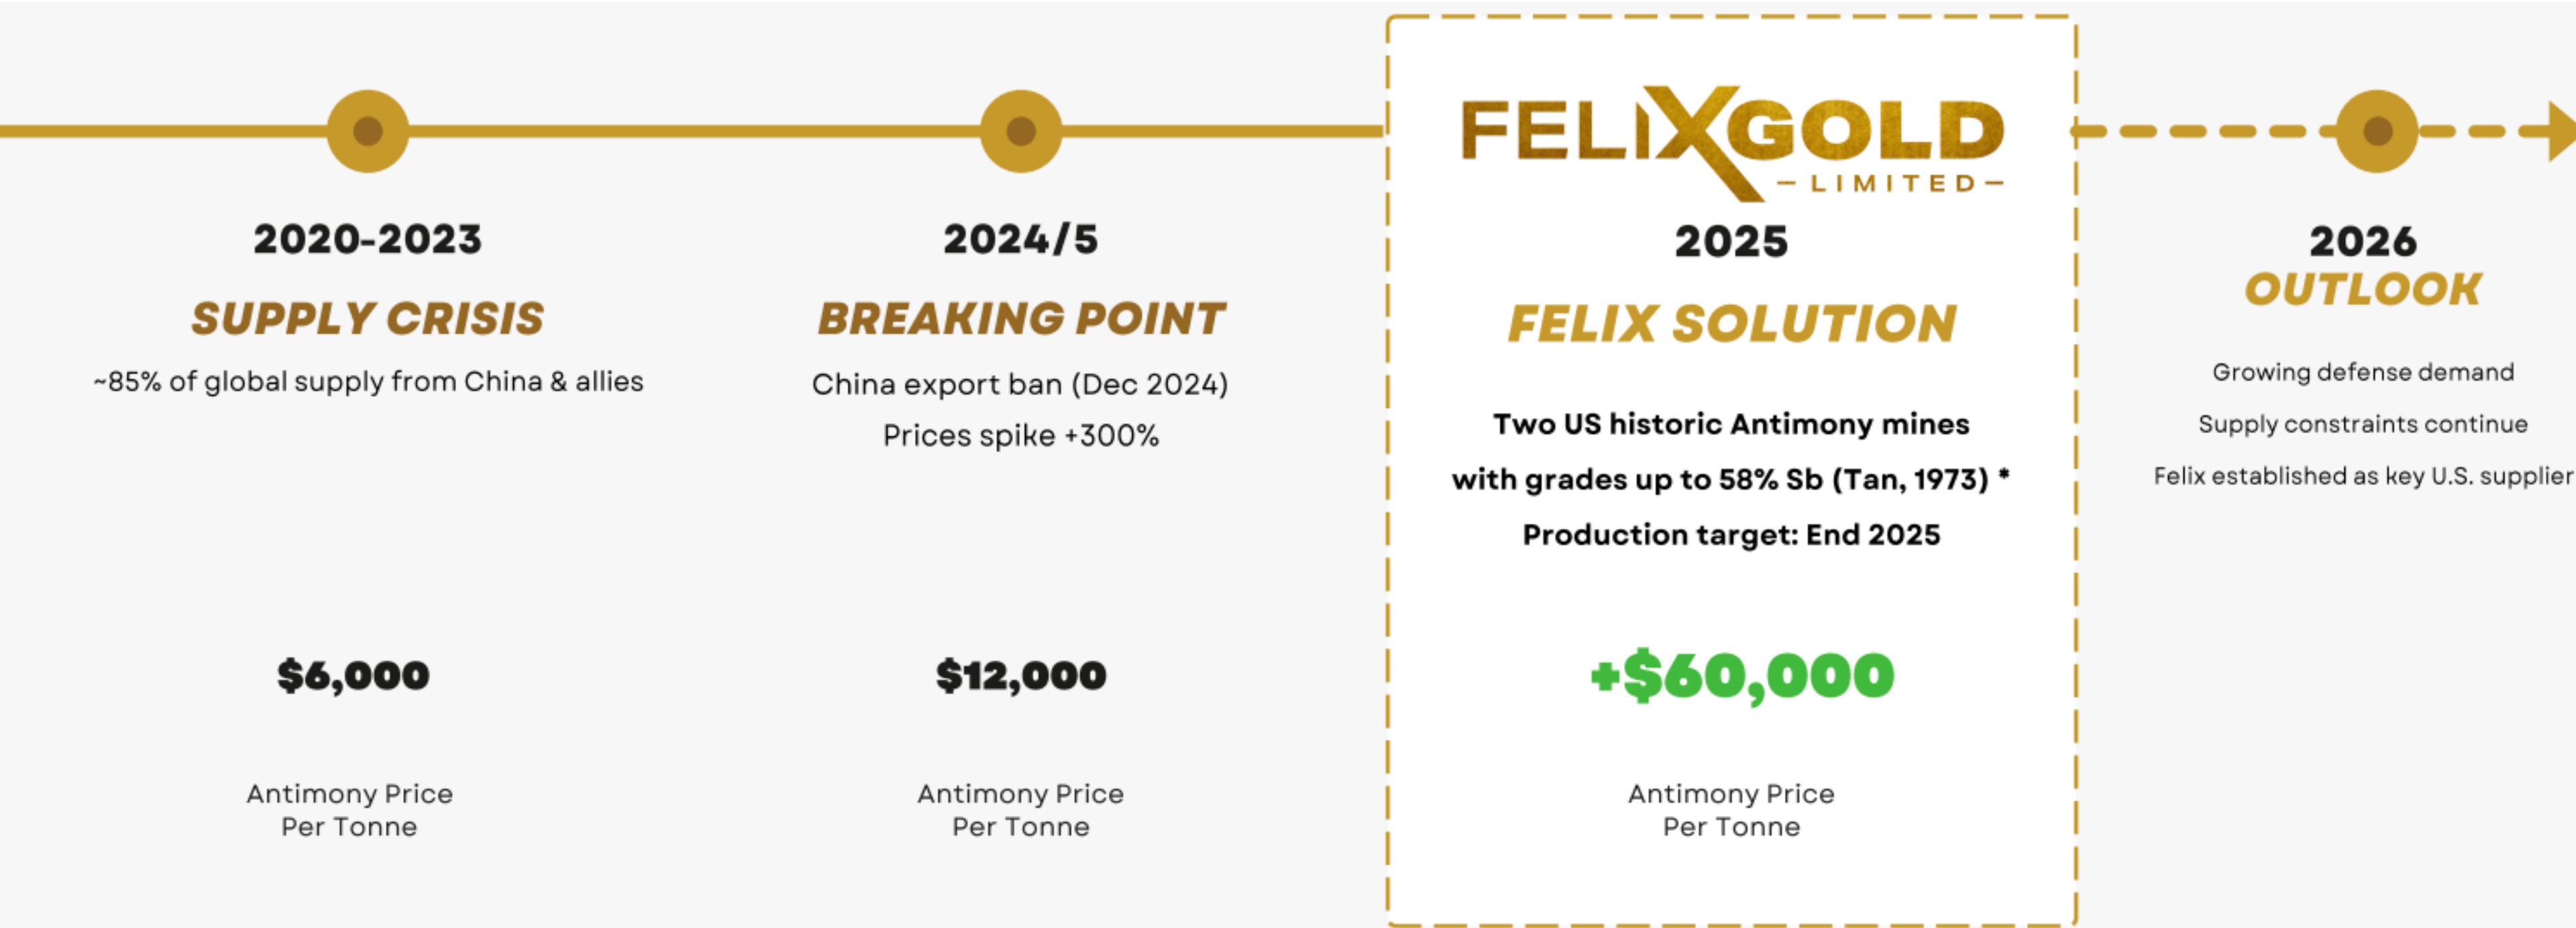 2020-2023
SUPPLY CRISIS
~85% of global supply from China & allies
$6,000
Antimony Price
Per Tonne
2024/5
BREAKING POINT
China export ban (Dec 2024)
Prices spike +300%
$12,000
Antimony Price
Per Tonne
FELIXGOLD
–LIMITED–
2025
FELIX SOLUTION
Two US historic Antimony mines
with grades up to 58% Sb (Tan, 1973) *
Production target: End 2025
+$60,000
Antimony Price
Per Tonne
2026
OUTLOOK
Growing defense demand
Supply constraints continue
Felix established as key U.S. supplier